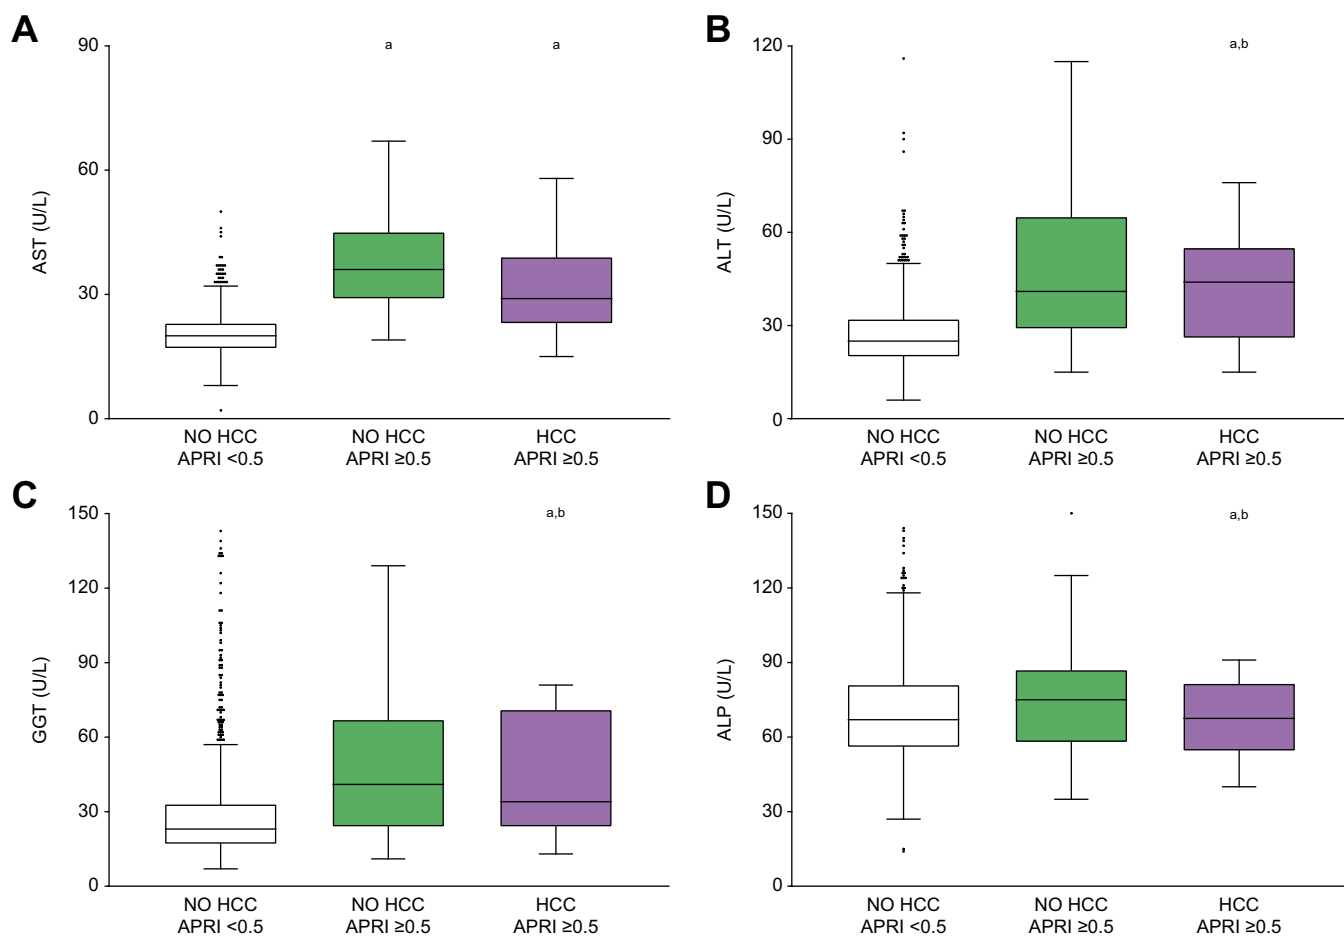 A
AST (U/L)
90
60
30
0
a
a
NO HCC
APRI <0.5
NO HCC
APRI ≥0.5
HCC
APRI ≥0.5
B
ALT (U/L)
120
90
60
30
0
a,b
NO HCC
APRI <0.5
NO HCC
APRI ≥0.5
HCC
APRI ≥0.5
C
GGT (U/L)
150
120
90
60
30
0
a,b
NO HCC
APRI <0.5
NO HCC
APRI ≥0.5
HCC
APRI ≥0.5
D
ALP (U/L)
150
120
90
60
30
0
a,b
NO HCC
APRI <0.5
NO HCC
APRI ≥0.5
HCC
APRI ≥0.5